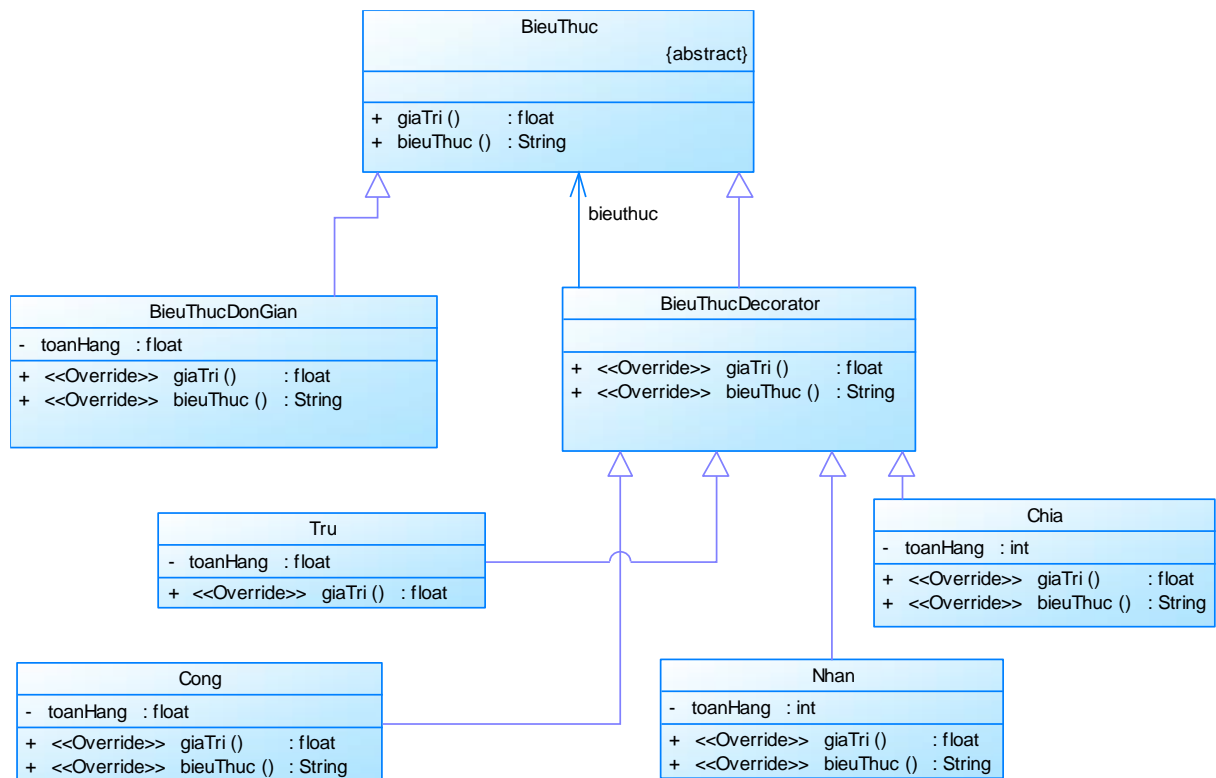 BieuThuc
{abstract}
+ giaTri () : float
+ bieuThuc () : String
bieuthuc
BieuThucDonGian
- toanHang : float
+ <<Override>> giaTri () : float
+ <<Override>> bieuThuc () : String
BieuThucDecorator
+ <<Override>> giaTri () : float
+ <<Override>> bieuThuc () : String
Tru
- toanHang : float
+ <<Override>> giaTri () : float
Chia
- toanHang : int
+ <<Override>> giaTri () : float
+ <<Override>> bieuThuc () : String
Cong
- toanHang : float
+ <<Override>> giaTri () : float
+ <<Override>> bieuThuc () : String
Nhan
- toanHang : int
+ <<Override>> giaTri () : float
+ <<Override>> bieuThuc () : String